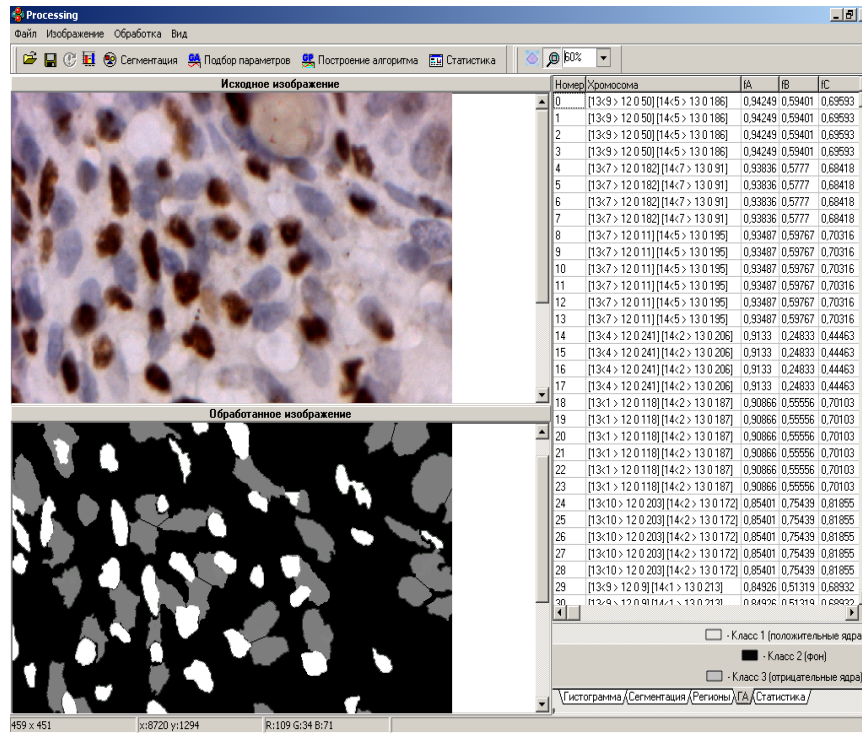 Processing
Файл Изображение Обработка Вид
Сегментация Подбор параметров Построение алгоритма Статистика 60%
Исходное изображение
Обработанное изображение
Номер Хромосома fA fB fC
0 [13<9> 12 0 50] [14<5> 13 0 186] 0,94249 0,59401 0,69593
1 [13<9> 12 0 50] [14<5> 13 0 186] 0,94249 0,59401 0,69593
2 [13<9> 12 0 50] [14<5> 13 0 186] 0,94249 0,59401 0,69593
3 [13<9> 12 0 50] [14<5> 13 0 186] 0,94249 0,59401 0,69593
4 [13<7> 12 0 182] [14<7> 13 0 91] 0,93836 0,5777 0,68418
5 [13<7> 12 0 182] [14<7> 13 0 91] 0,93836 0,5777 0,68418
6 [13<7> 12 0 182] [14<7> 13 0 91] 0,93836 0,5777 0,68418
7 [13<7> 12 0 182] [14<7> 13 0 91] 0,93836 0,5777 0,68418
8 [13<7> 12 0 11] [14<5> 13 0 195] 0,93487 0,59767 0,70316
9 [13<7> 12 0 11] [14<5> 13 0 195] 0,93487 0,59767 0,70316
10 [13<7> 12 0 11] [14<5> 13 0 195] 0,93487 0,59767 0,70316
11 [13<7> 12 0 11] [14<5> 13 0 195] 0,93487 0,59767 0,70316
12 [13<7> 12 0 11] [14<5> 13 0 195] 0,93487 0,59767 0,70316
13 [13<7> 12 0 11] [14<5> 13 0 195] 0,93487 0,59767 0,70316
14 [13<4> 12 0 241] [14<2> 13 0 206] 0,9133 0,24833 0,44463
15 [13<4> 12 0 241] [14<2> 13 0 206] 0,9133 0,24833 0,44463
16 [13<4> 12 0 241] [14<2> 13 0 206] 0,9133 0,24833 0,44463
17 [13<4> 12 0 241] [14<2> 13 0 206] 0,9133 0,24833 0,44463
18 [13<1> 12 0 118] [14<2> 13 0 187] 0,90866 0,55556 0,70103
19 [13<1> 12 0 118] [14<2> 13 0 187] 0,90866 0,55556 0,70103
20 [13<1> 12 0 118] [14<2> 13 0 187] 0,90866 0,55556 0,70103
21 [13<1> 12 0 118] [14<2> 13 0 187] 0,90866 0,55556 0,70103
22 [13<1> 12 0 118] [14<2> 13 0 187] 0,90866 0,55556 0,70103
23 [13<1> 12 0 118] [14<2> 13 0 187] 0,90866 0,55556 0,70103
24 [13<10> 12 0 203] [14<2> 13 0 172] 0,85401 0,75439 0,81855
25 [13<10> 12 0 203] [14<2> 13 0 172] 0,85401 0,75439 0,81855
26 [13<10> 12 0 203] [14<2> 13 0 172] 0,85401 0,75439 0,81855
27 [13<10> 12 0 203] [14<2> 13 0 172] 0,85401 0,75439 0,81855
28 [13<10> 12 0 203] [14<2> 13 0 172] 0,85401 0,75439 0,81855
29 [13<9> 12 0 9] [14<1> 13 0 213] 0,84926 0,51319 0,68932
30 [13<9> 12 0 9] [14<1> 13 0 213] 0,84926 0,51319 0,68932
- Класс 1 (положительные ядра
- Класс 2 (фон)
- Класс 3 (отрицательные ядра)
Гистограмма Сегментация Регионы ГА Статистика
459 x 451 x:8720 y:1294 R:109 G:34 B:71